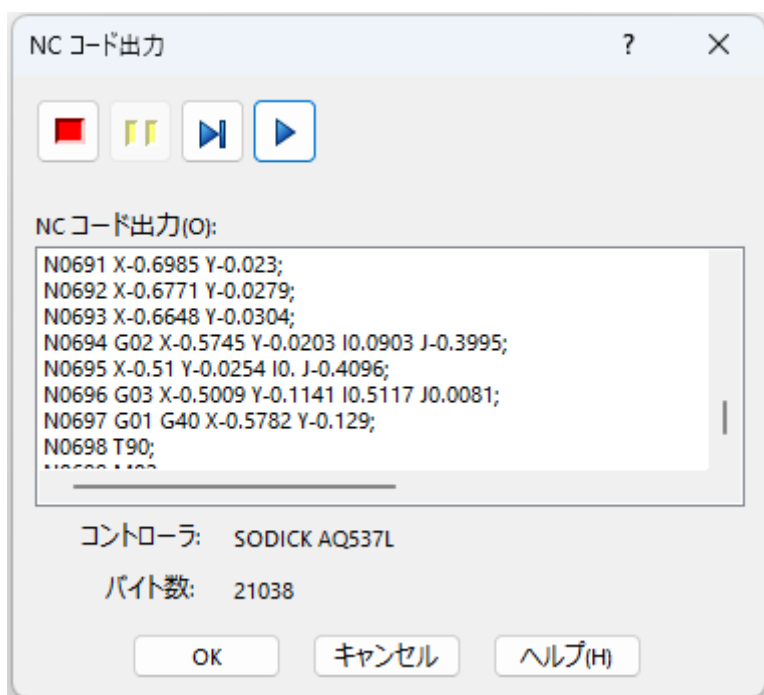 NC コード出力
?
NC コード出力(O):
N0691 X-0.6985 Y-0.023;
N0692 X-0.6771 Y-0.0279;
N0693 X-0.6648 Y-0.0304;
N0694 G02 X-0.5745 Y-0.0203 I0.0903 J-0.3995;
N0695 X-0.51 Y-0.0254 I0. J-0.4096;
N0696 G03 X-0.5009 Y-0.1141 I0.5117 J0.0081;
N0697 G01 G40 X-0.5782 Y-0.129;
N0698 T90;
コントローラ: SODICK AQ537L
バイト数: 21038
OK キャンセル ヘルプ(H)